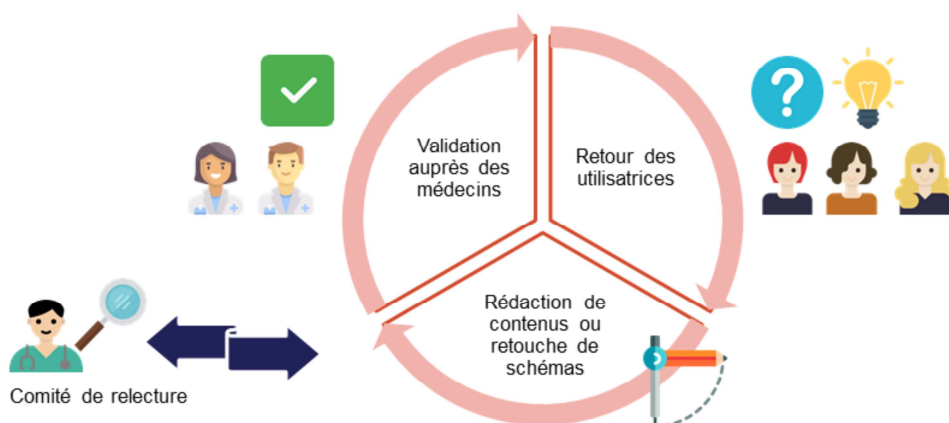 Validation
auprès des
médecins
Retour des
utilisatrices
Rédaction de
contenus ou
retouche de
schémas
Comité de relecture